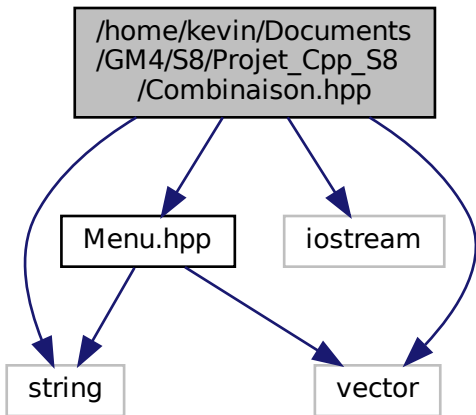 /home/kevin/Documents
/GM4/S8/Projet_Cpp_S8
/Combinaison.hpp
Menu.hpp
iostream
string
vector